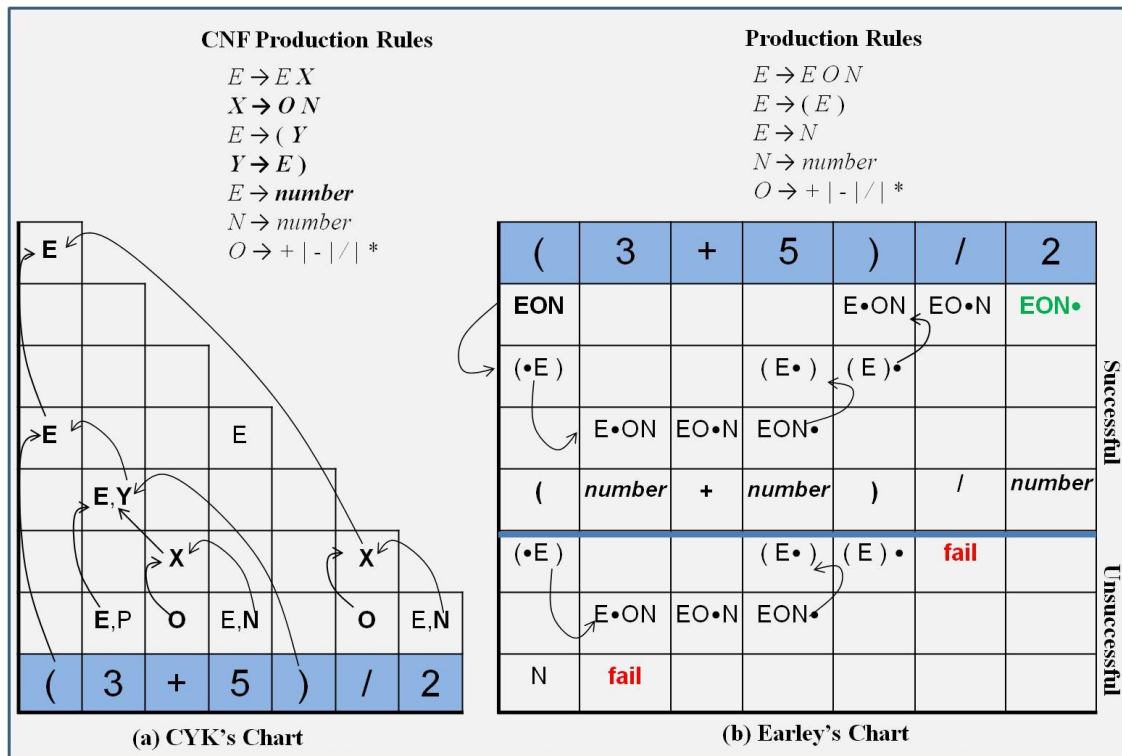 CNF Production Rules
E → E X
X → O N
E → ( Y
Y → E )
E → number
N → number
O → + | - | / | *
E
E
E
E,Y
X
X
E,P
O
E,N
O
E,N
( 3 + 5 ) / 2
(a) CYK's Chart
Production Rules
E → E O N
E → ( E )
E → N
N → number
O → + | - | / | *
( 3 + 5 ) / 2
EON E•ON EO•N EON•
(•E) (E•) (E)•
E•ON EO•N EON•
( number + number ) / number
(•E) (E•) (E)• fail
E•ON EO•N EON•
N fail
Successful
Unsuccessful
(b) Earley's Chart